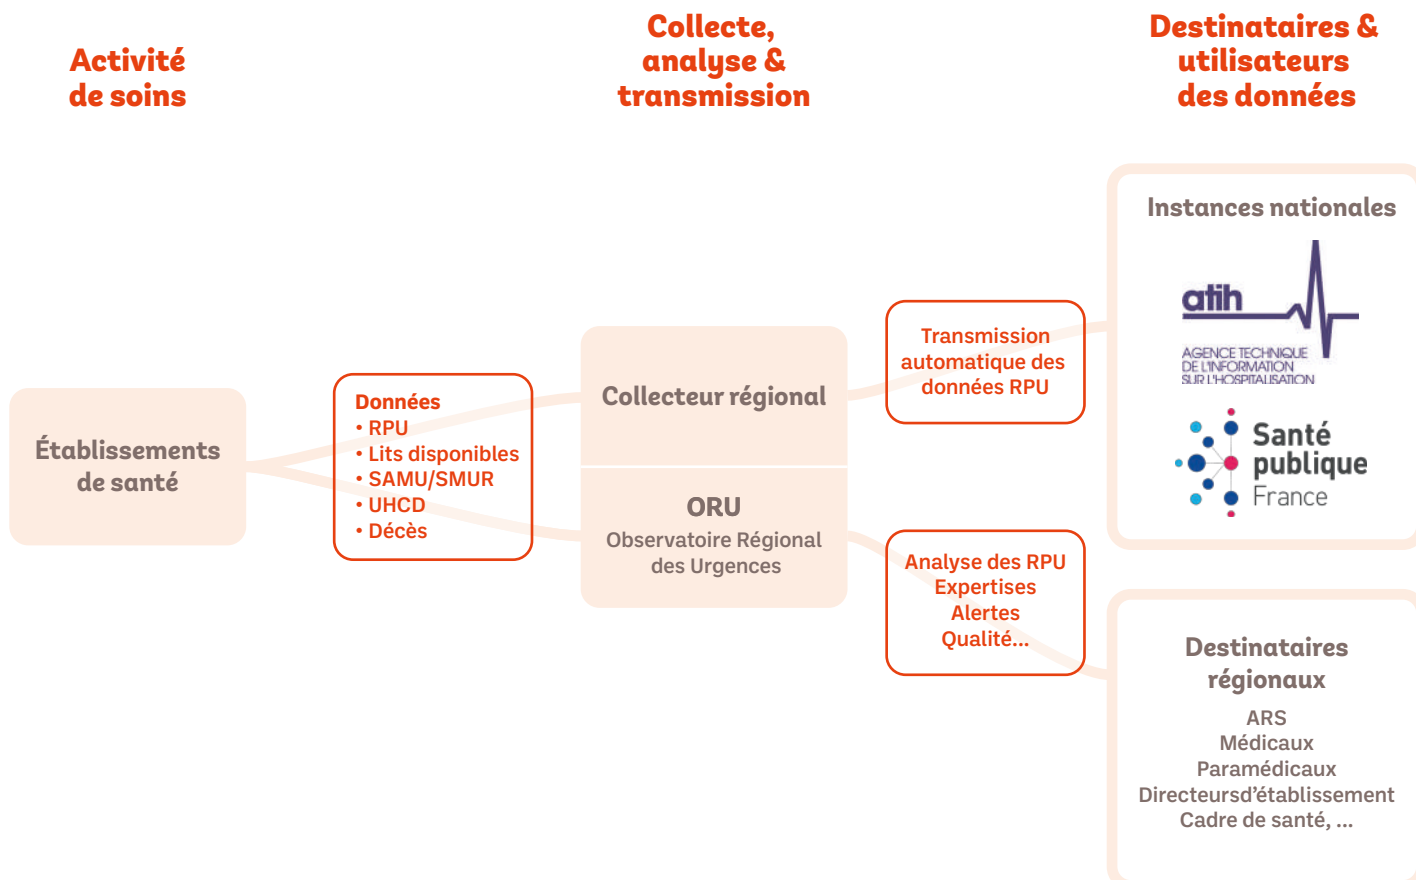 Activité
de soins
Collecte,
analyse &
transmission
Destinataires &
utilisateurs
des données
Établissements
de santé
Données
• RPU
• Lits disponibles
• SAMU/SMUR
• UHCD
• Décès
Collecteur régional
ORU
Observatoire Régional
des Urgences
Transmission
automatique des
données RPU
Analyse des RPU
Expertises
Alertes
Qualité...
Instances nationales
atih
AGENCE TECHNIQUE
DE L'INFORMATION
SUR L'HOSPITALISATION
Santé
publique
France
Destinataires
régionaux
ARS
Médicaux
Paramédicaux
Directeursd’établissement
Cadre de santé, ...